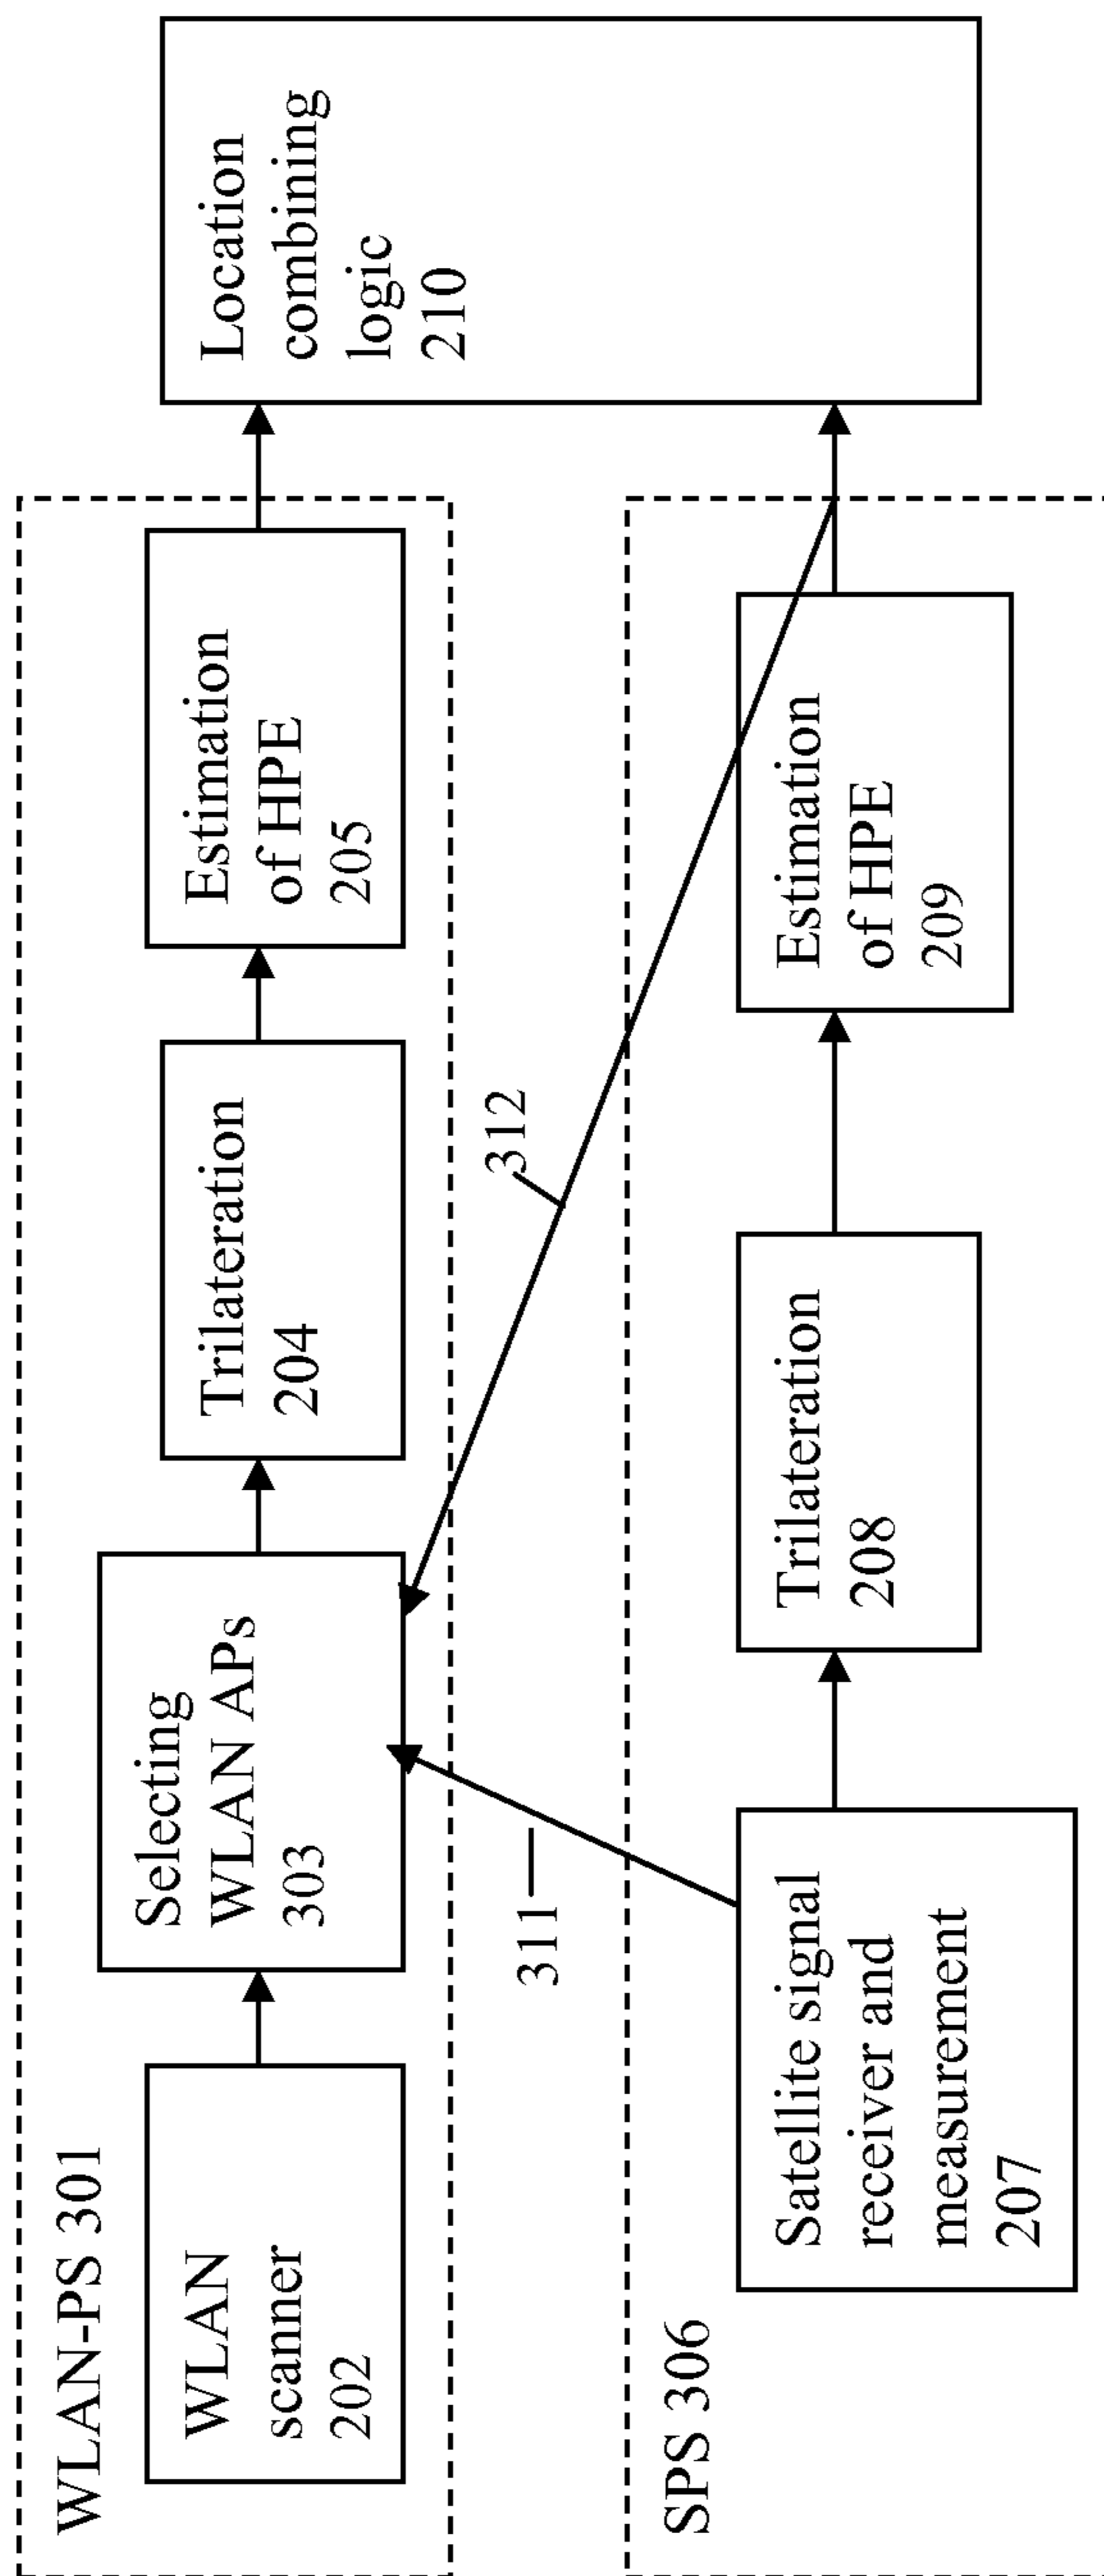 WLAN-PS 301
WLAN
scanner
202
Selecting
WLAN APs
303
Trilateration
204
Estimation
of HPE
205
Location
combining
logic
210
311
312
SPS 306
Satellite signal
receiver and
measurement
207
Trilateration
208
Estimation
of HPE
209